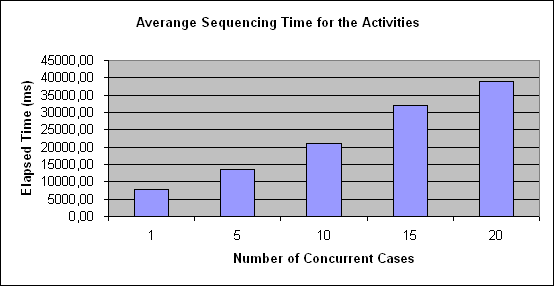 Averange Sequencing Time for the Activities
Elapsed Time (ms)
45000,00
40000,00
35000,00
30000,00
25000,00
20000,00
15000,00
10000,00
5000,00
0,00
1 5 10 15 20
Number of Concurrent Cases